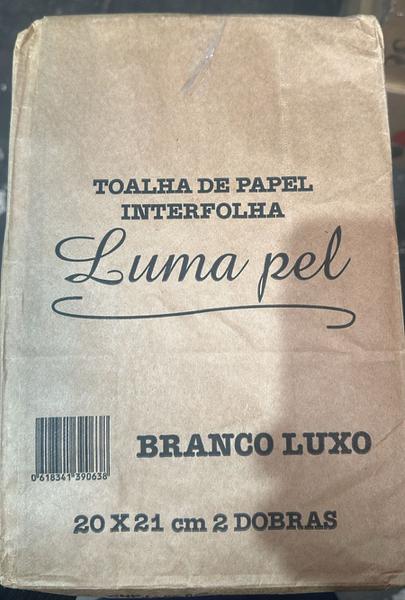 TOALHA DE PAPEL
INTERFOLHA
Luma pel
BRANCO LUXO
0 618341 390638
20 X 21 cm 2 DOBRAS